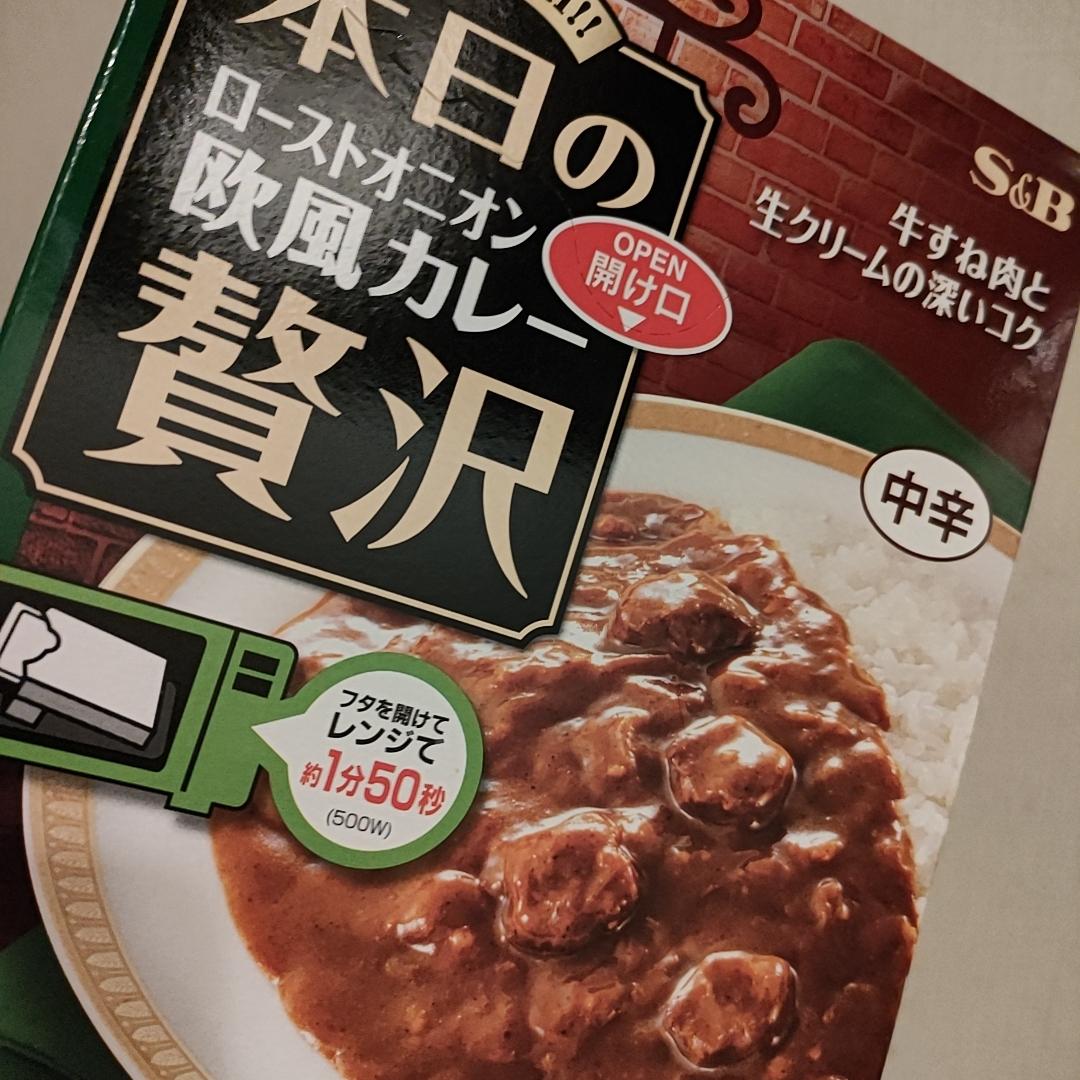 本日の
ローストオニオン
欧風カレー
贅沢
OPEN
開け口
S&B
牛すね肉と
生クリームの深いコク
中辛
フタを開けて
レンジで
約1分50秒
(500W)